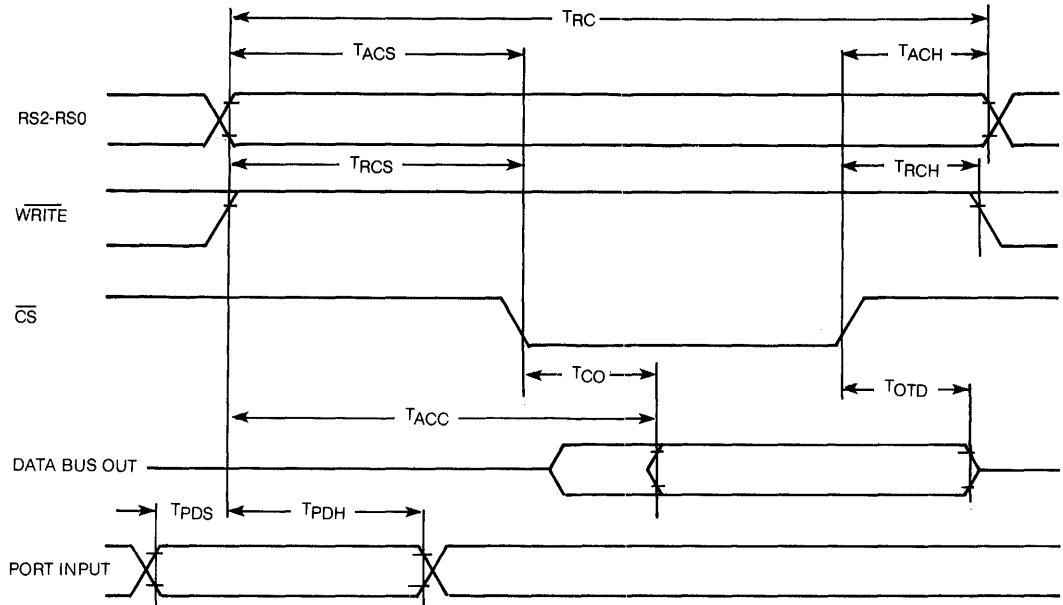 TRC
TACS
TACH
RS2-RS0
TRCS
TRCH
WRITE
CS
TCO
TOTD
TACC
DATA BUS OUT
TPDS
TPDH
PORT INPUT